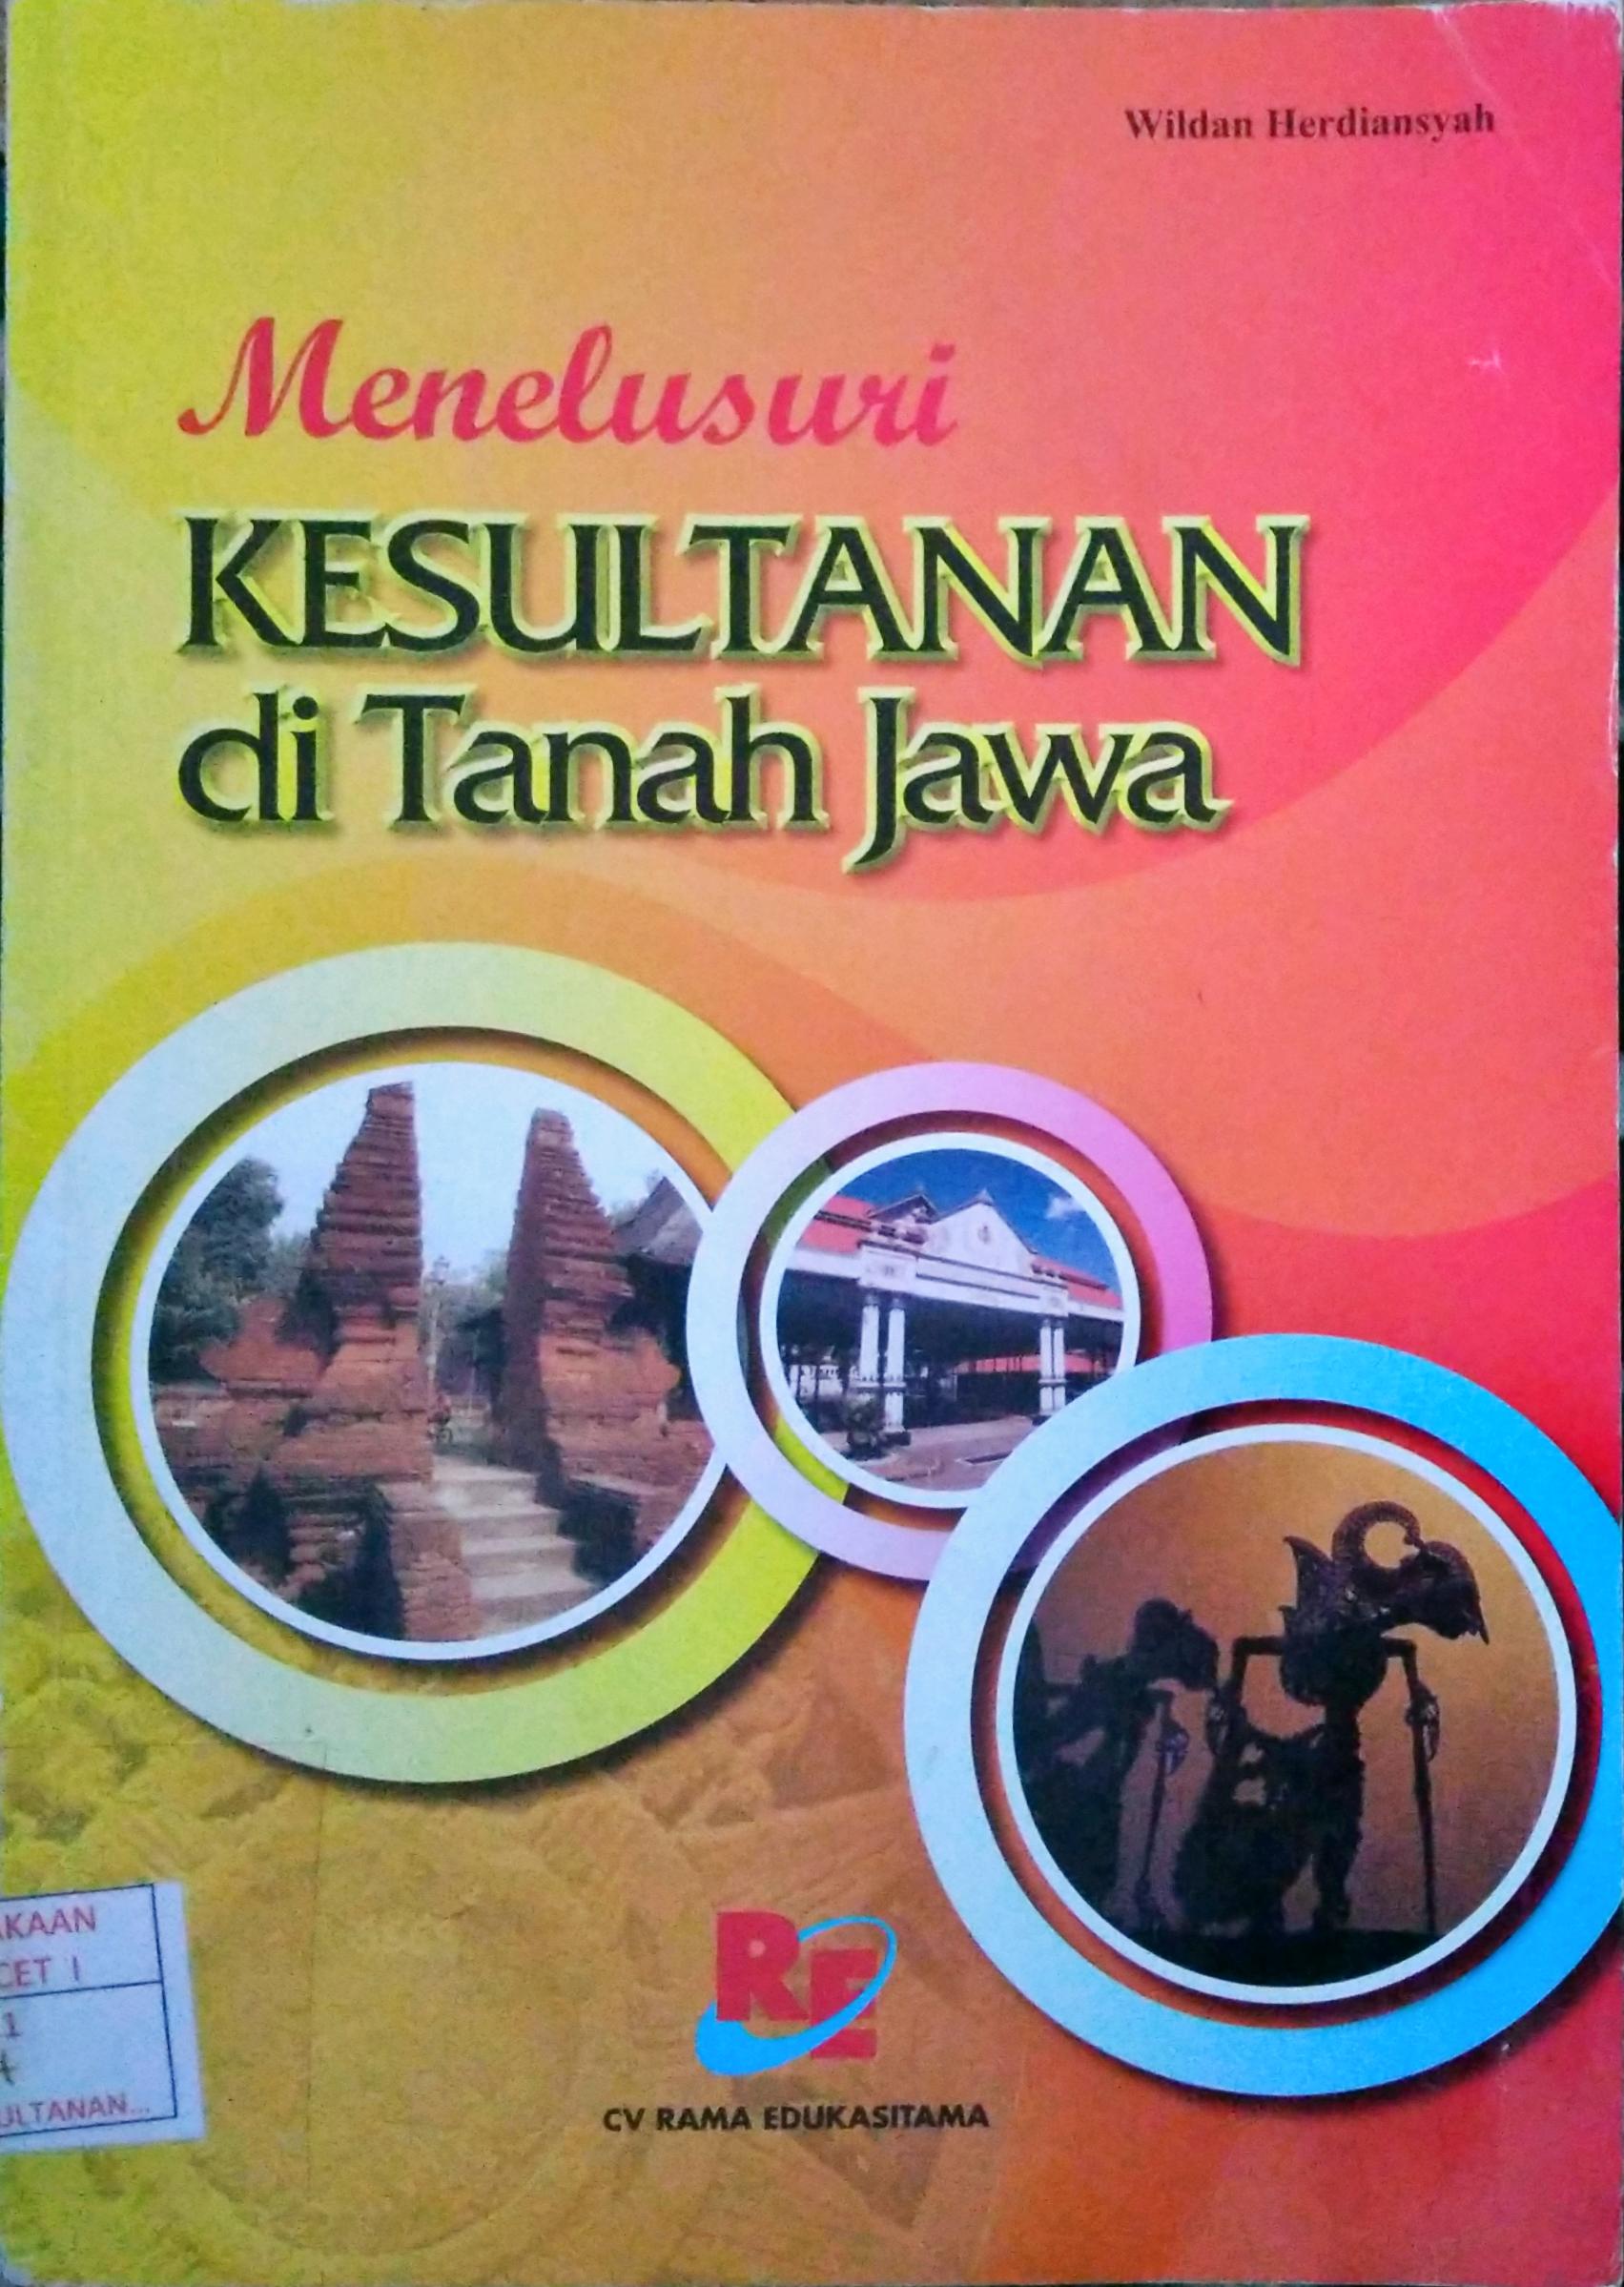 Wildan Herdiansyah
Menelusuri
KESULTANAN
di Tanah Jawa
RE
CV RAMA EDUKASITAMA
AKAAN
CET I
1
ULTANAN...